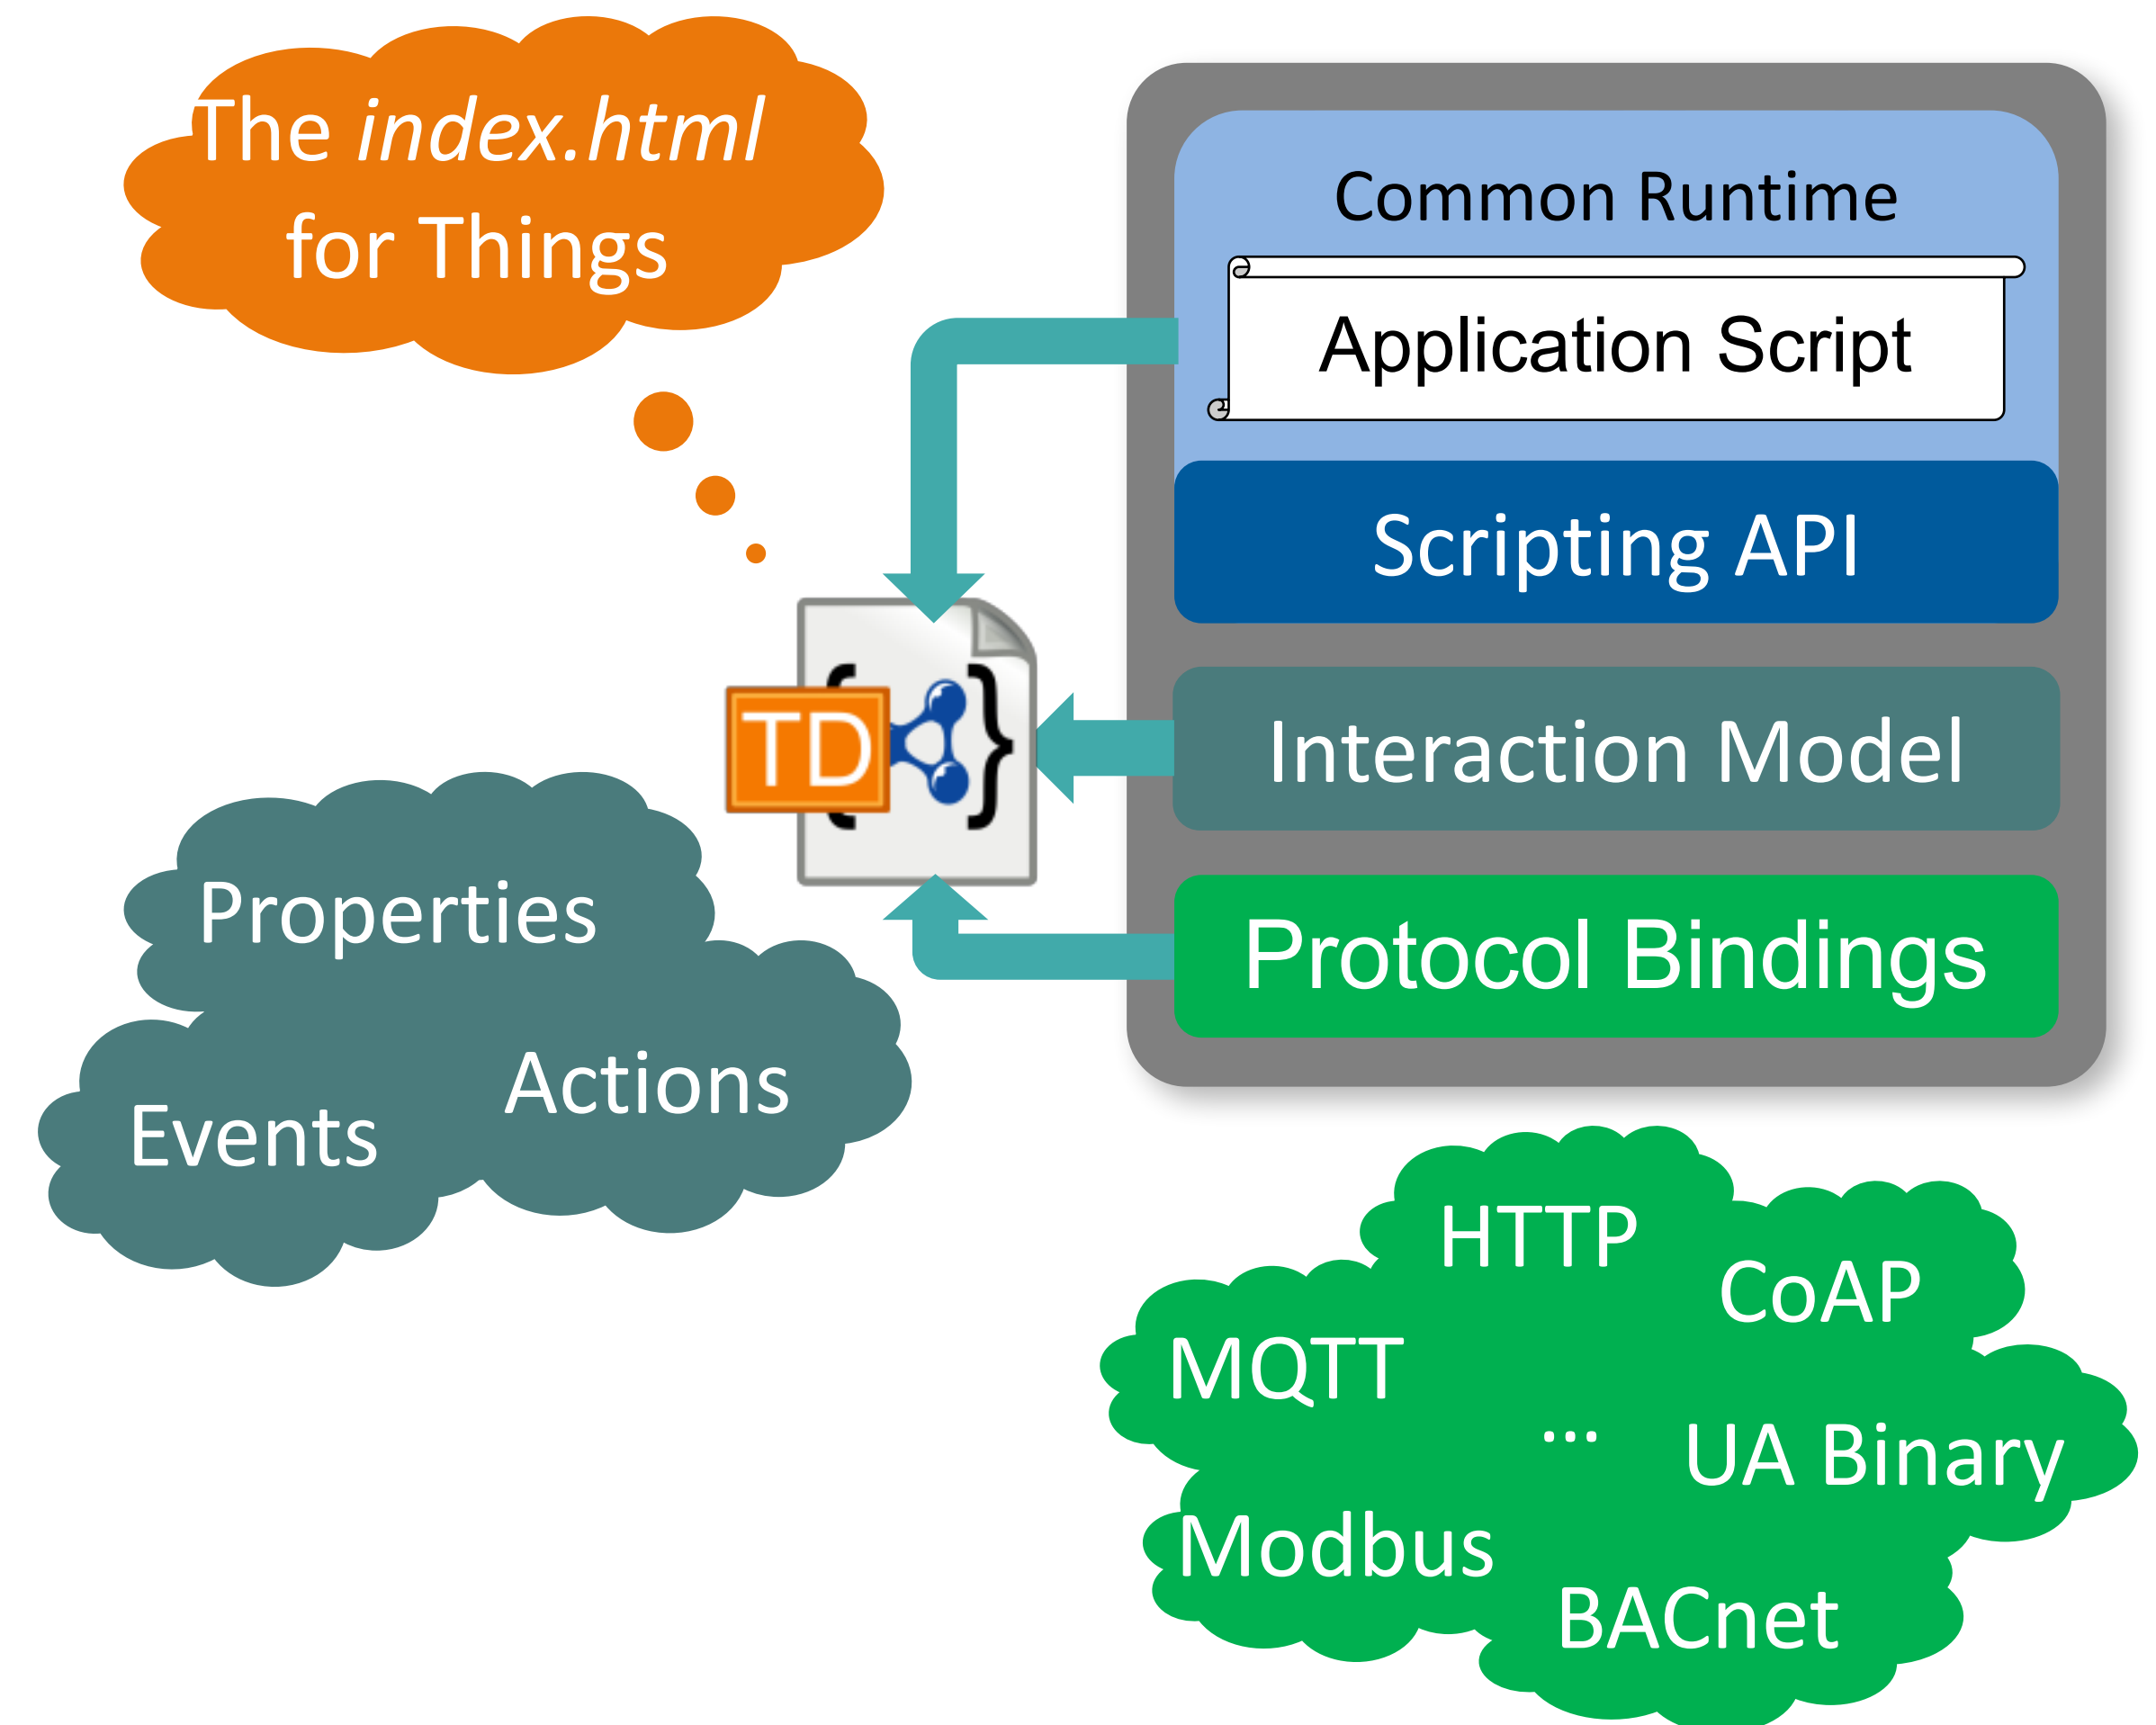 The index.html
for Things
Common Runtime
Application Script
Scripting API
TD
{ }
Interaction Model
Protocol Bindings
Properties
Actions
Events
HTTP
CoAP
MQTT
...
UA Binary
Modbus
BACnet